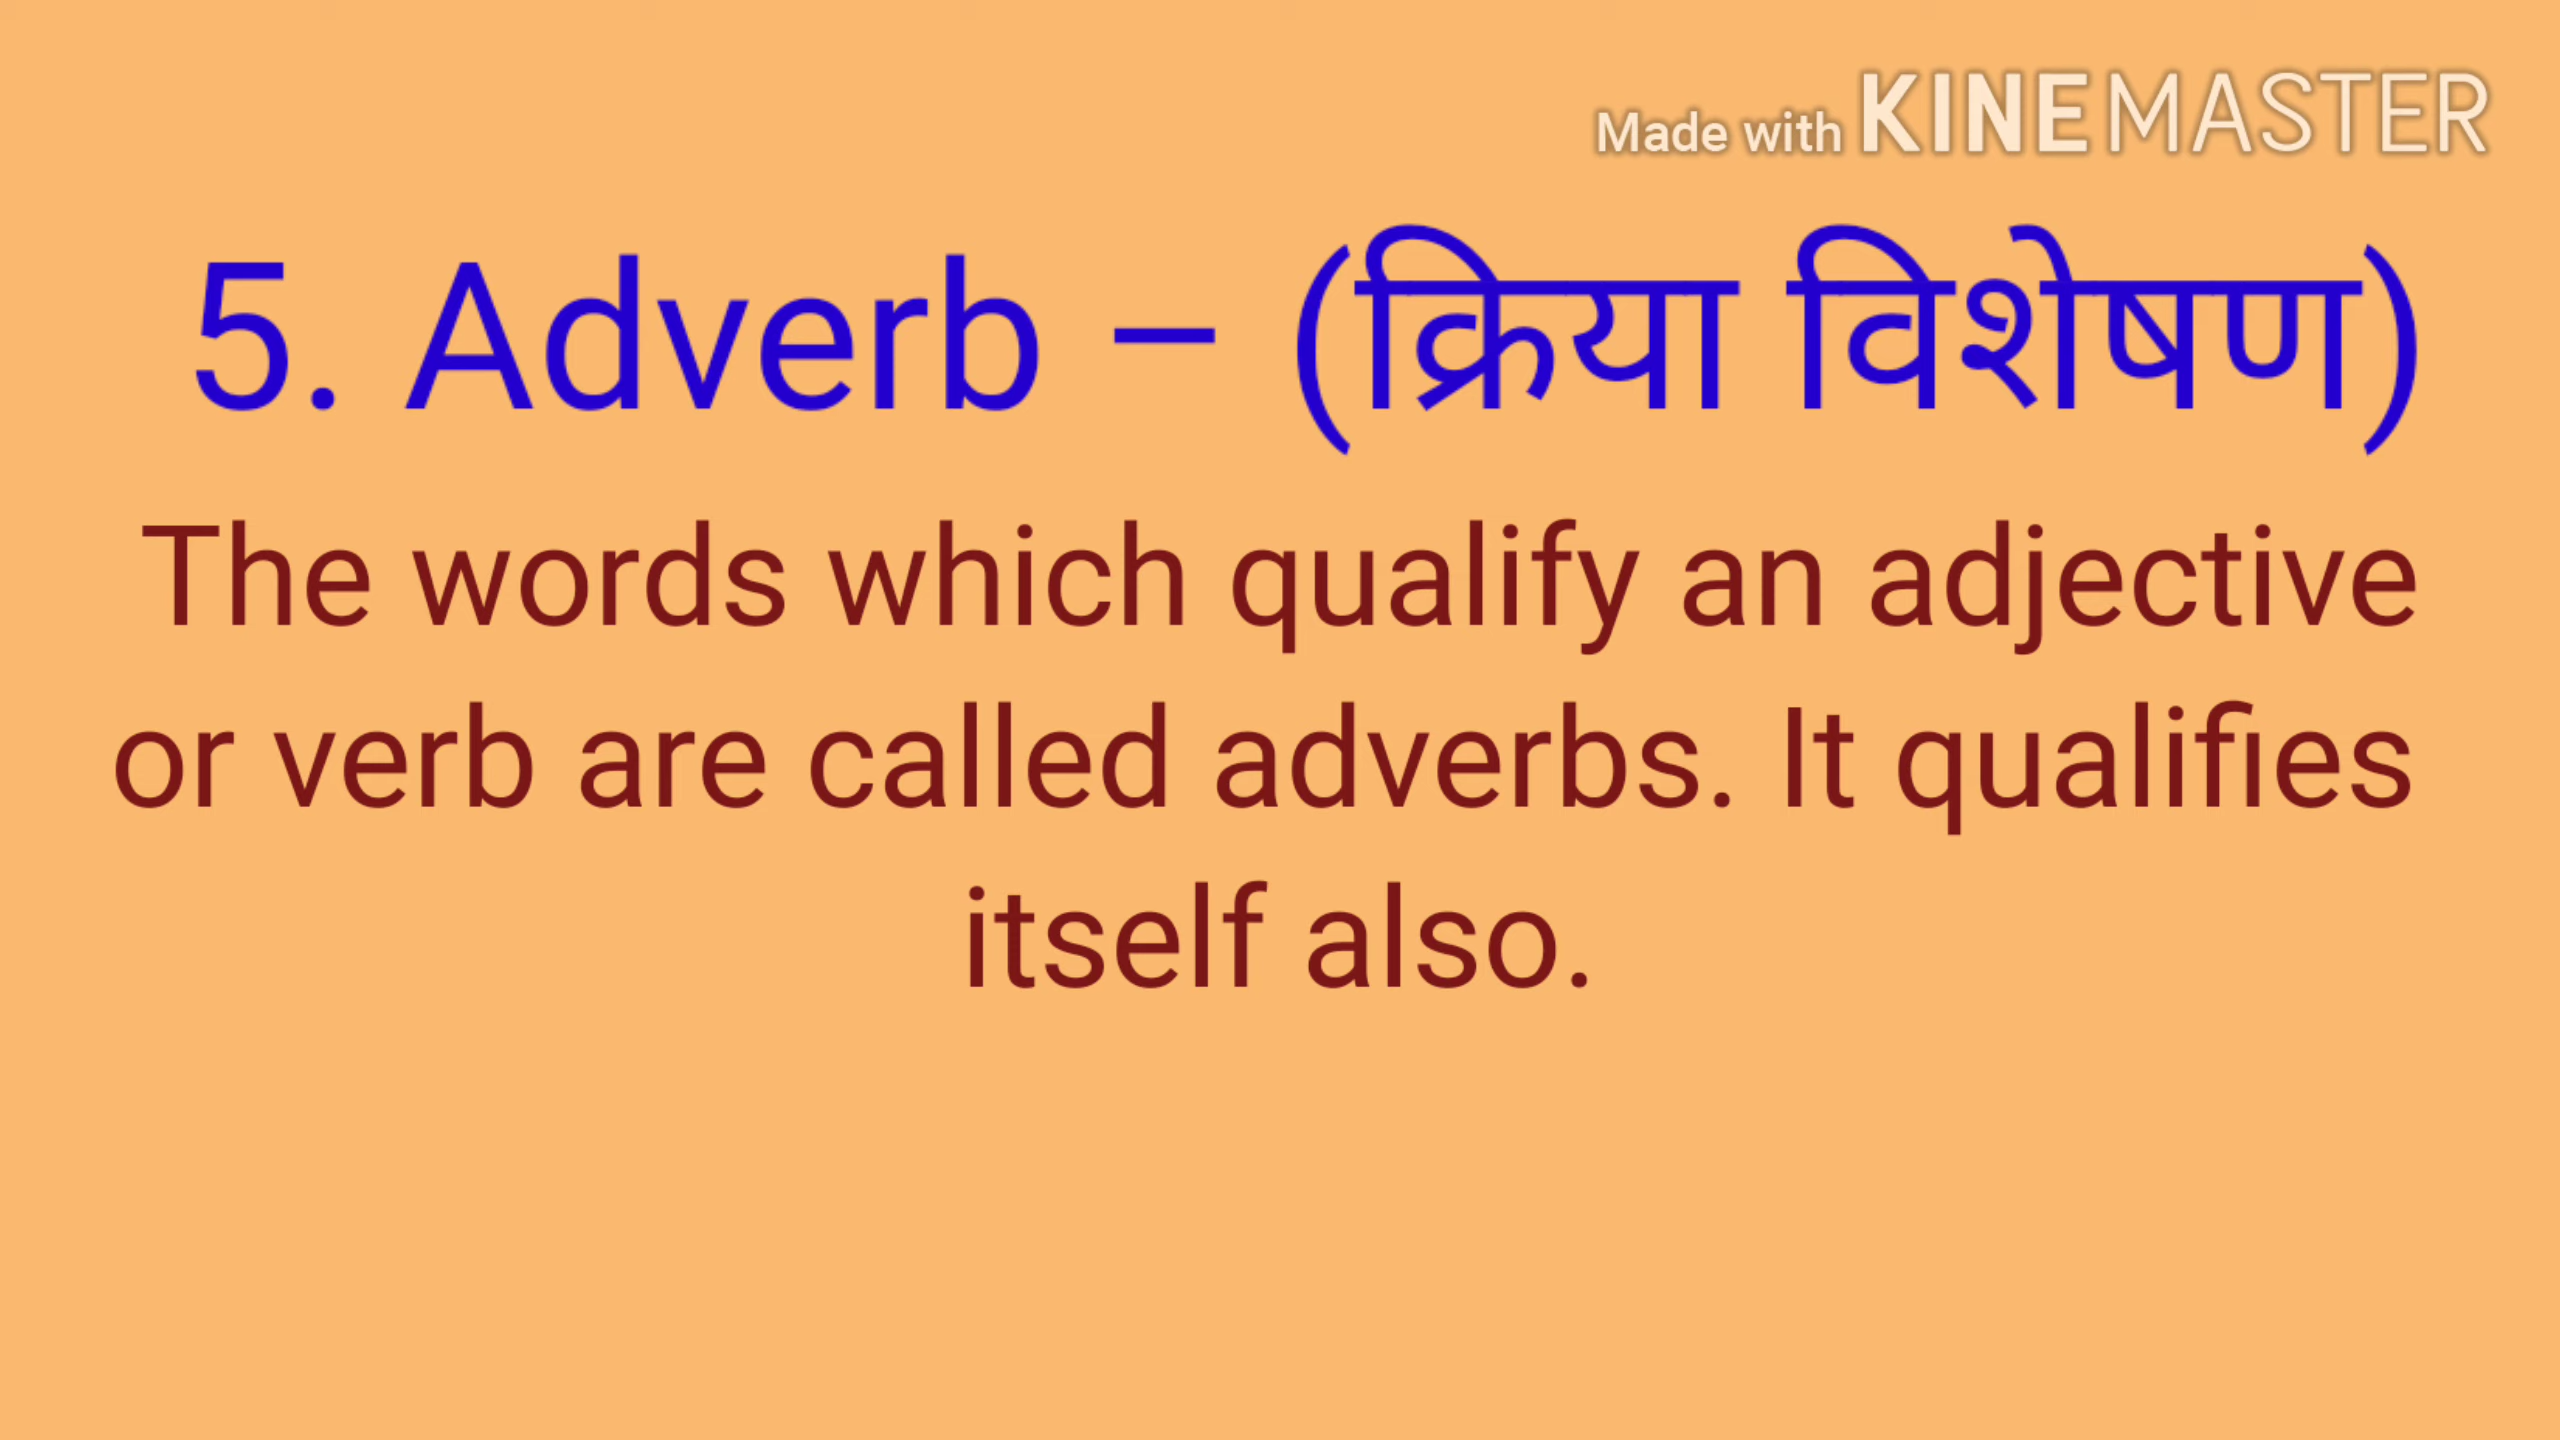 Made with KINEMASTER
5. Adverb – (क्रिया विशेषण)
The words which qualify an adjective
or verb are called adverbs. It qualifies
itself also.